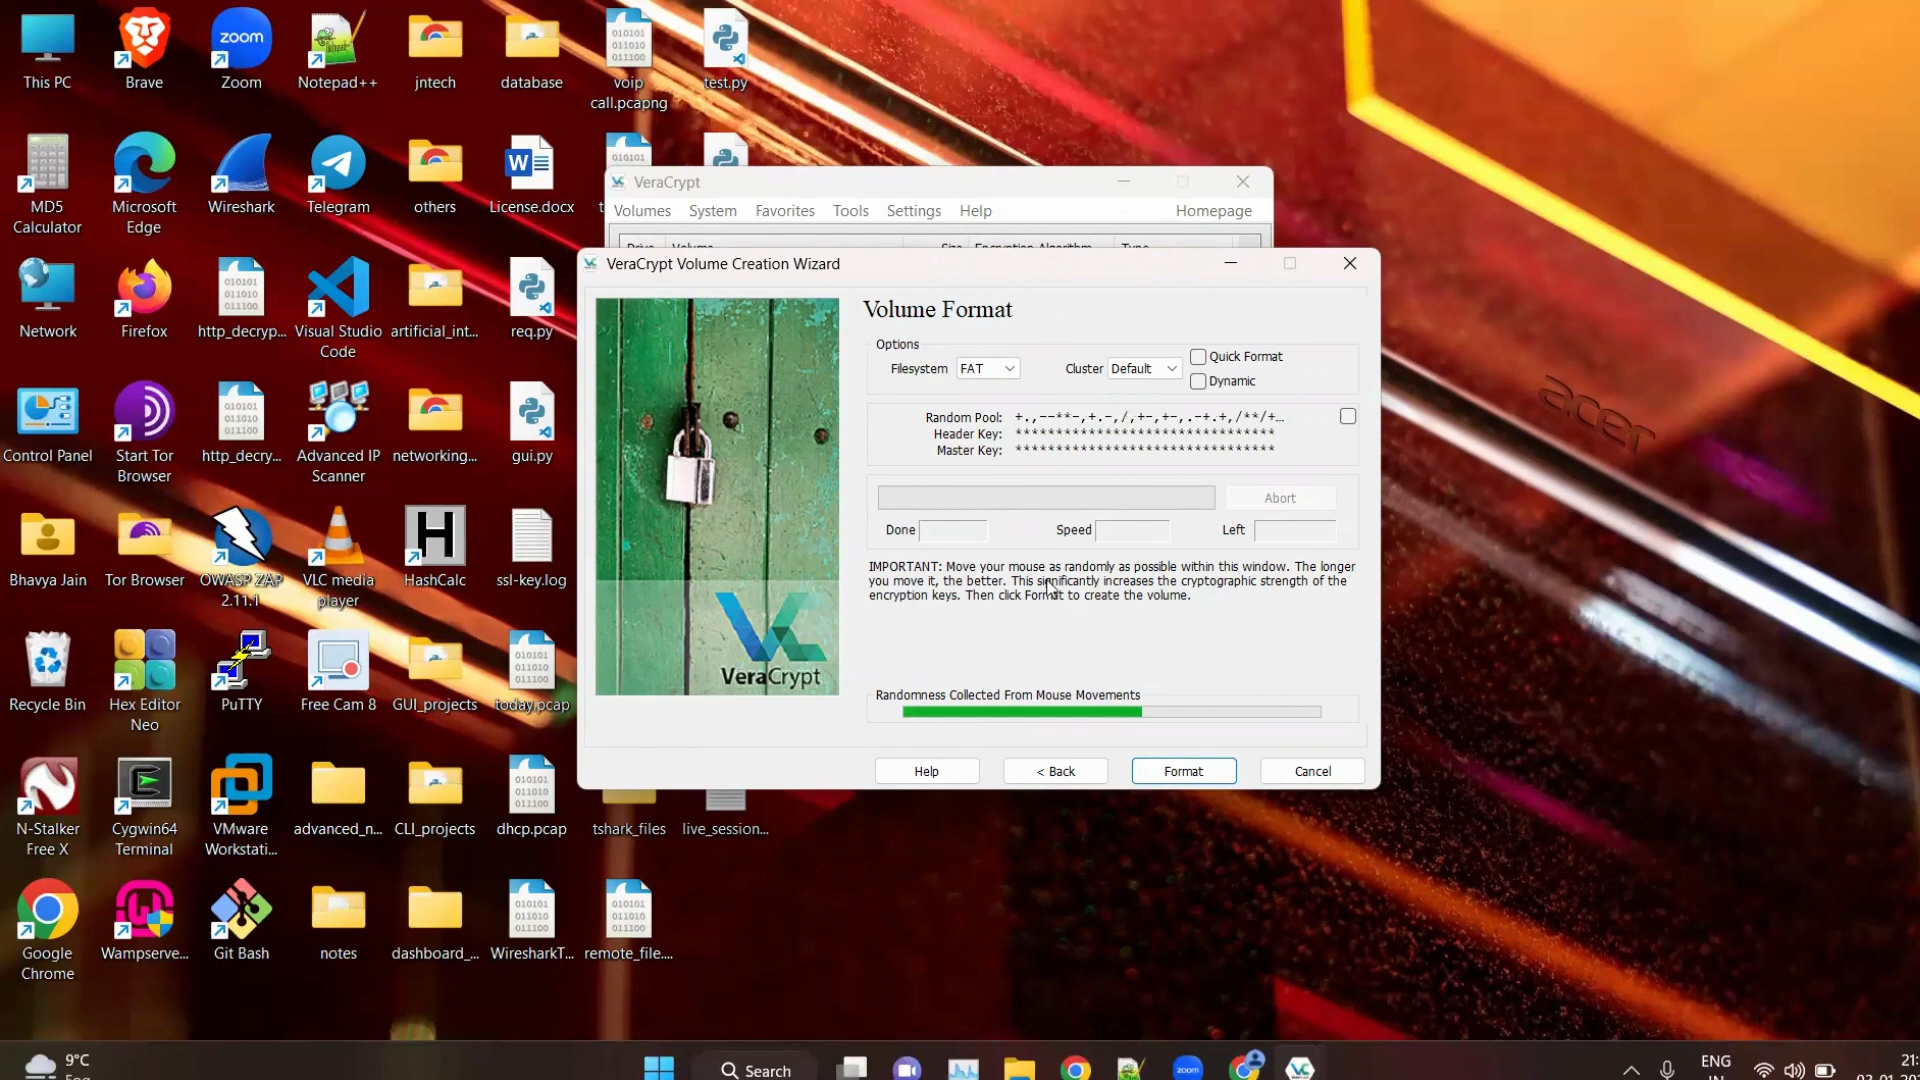 This PC
Brave
zoom
Zoom
Notepad++
jntech
database
voip
call.pcapng
test.py
MD5
Calculator
Microsoft
Edge
Wireshark
Telegram
others
License.docx
Network
Firefox
http_decryp...
Visual Studio
Code
artificial_int...
req.py
Control Panel
Start Tor
Browser
http_decry...
Advanced IP
Scanner
networking...
gui.py
Bhavya Jain
Tor Browser
OWASP ZAP
2.11.1
VLC media
player
HashCalc
ssl-key.log
Recycle Bin
Hex Editor
Neo
PuTTY
Free Cam 8
GUI_projects
today.pcap
N-Stalker
Free X
Cygwin64
Terminal
VMware
Workstati...
advanced_n...
CLI_projects
dhcp.pcap
tshark_files
live_session...
Google
Chrome
Wampserve...
Git Bash
notes
dashboard_...
WiresharkT...
remote_file....
VeraCrypt
Volumes System Favorites Tools Settings Help Homepage
Drive Volume Size Encryption Algorithm Type
VeraCrypt Volume Creation Wizard
Volume Format
Options
Filesystem FAT Cluster Default Quick Format
Dynamic
Random Pool: +.,--**-,+.-,/,+-,+-,.-+.+,/**/+...
Header Key: ********************************
Master Key: ********************************
Abort
Done Speed Left
IMPORTANT: Move your mouse as randomly as possible within this window. The longer
you move it, the better. This significantly increases the cryptographic strength of the
encryption keys. Then click Format to create the volume.
VeraCrypt
Randomness Collected From Mouse Movements
Help < Back Format Cancel
acer
9°C
Search
zoom
ENG
IN